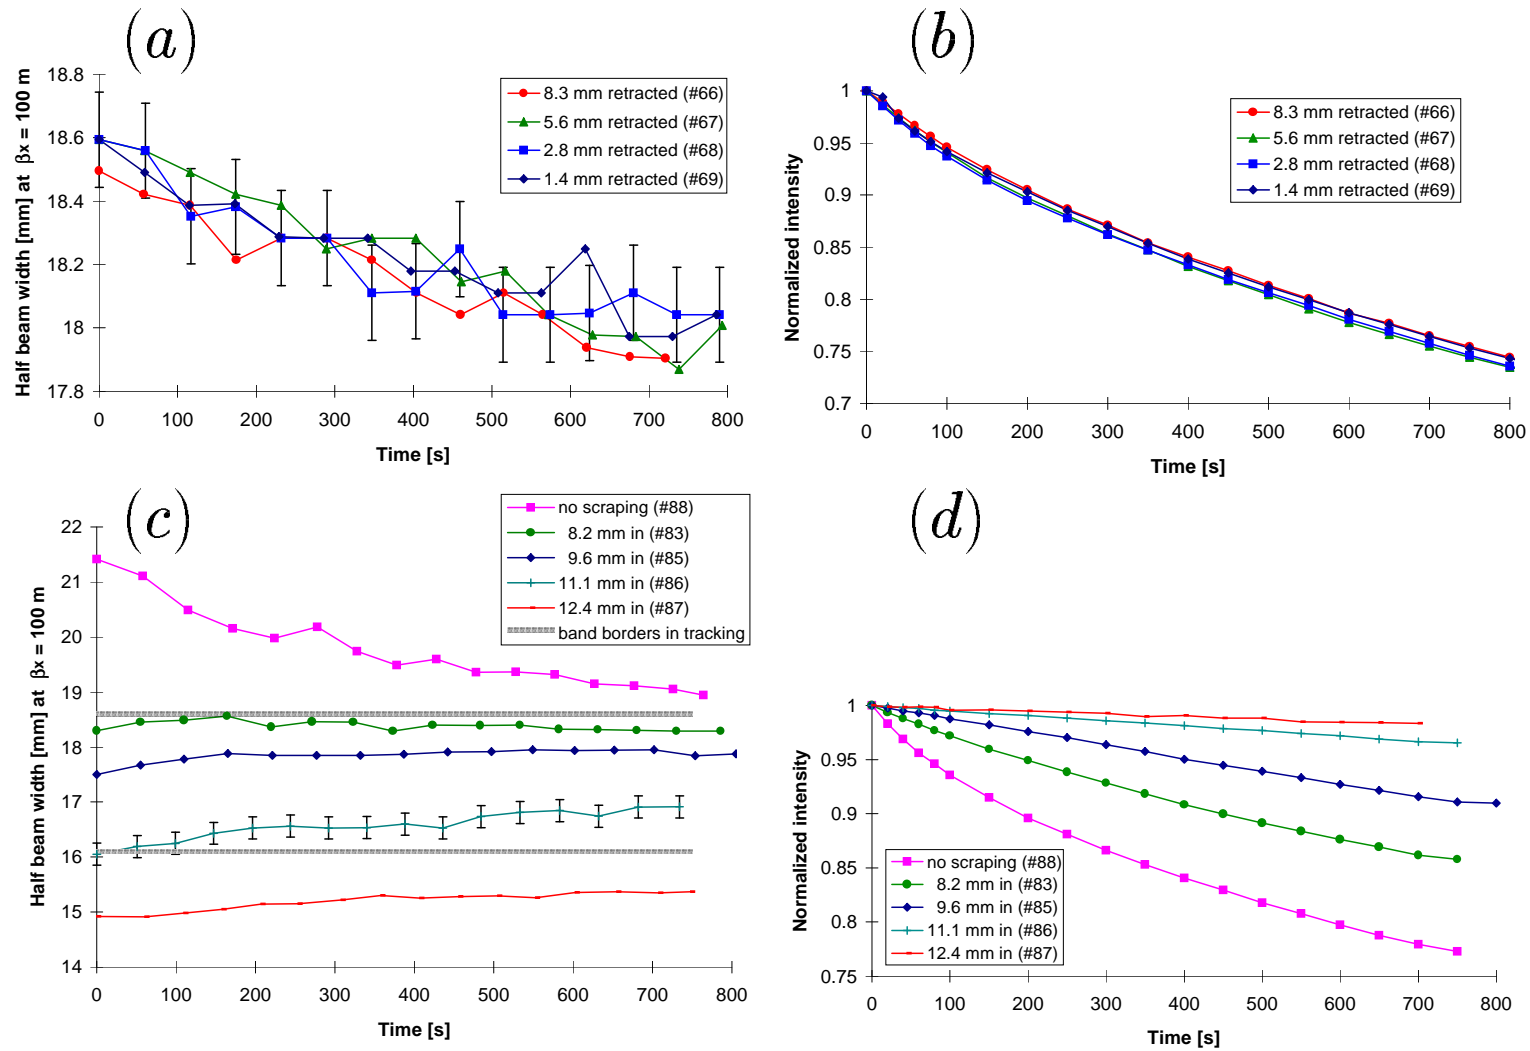 (a)
18.8
18.6
18.4
18.2
18
17.8
Half beam width [mm] at βx = 100 m
8.3 mm retracted (#66)
5.6 mm retracted (#67)
2.8 mm retracted (#68)
1.4 mm retracted (#69)
0 100 200 300 400 500 600 700 800
Time [s]
(b)
1
0.95
0.9
0.85
0.8
0.75
0.7
Normalized intensity
8.3 mm retracted (#66)
5.6 mm retracted (#67)
2.8 mm retracted (#68)
1.4 mm retracted (#69)
0 100 200 300 400 500 600 700 800
Time [s]
(c)
22
21
20
19
18
17
16
15
14
Half beam width [mm] at βx = 100 m
no scraping (#88)
8.2 mm in (#83)
9.6 mm in (#85)
11.1 mm in (#86)
12.4 mm in (#87)
band borders in tracking
0 100 200 300 400 500 600 700 800
Time [s]
(d)
1
0.95
0.9
0.85
0.8
0.75
Normalized intensity
no scraping (#88)
8.2 mm in (#83)
9.6 mm in (#85)
11.1 mm in (#86)
12.4 mm in (#87)
0 100 200 300 400 500 600 700 800
Time [s]